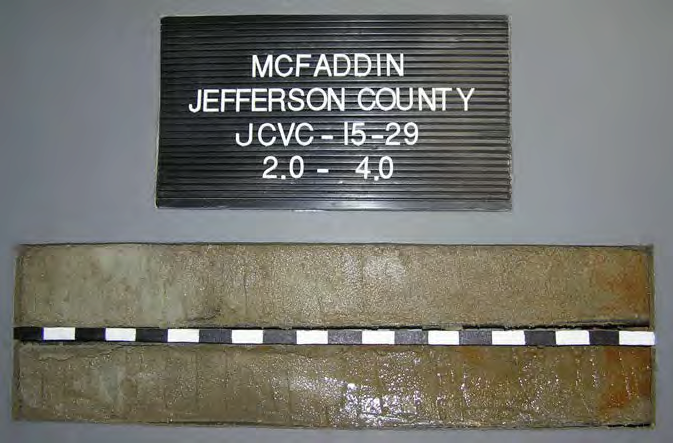 MCFADDIN
JEFFERSON COUNTY
JCVC-15-29
2.0 - 4.0